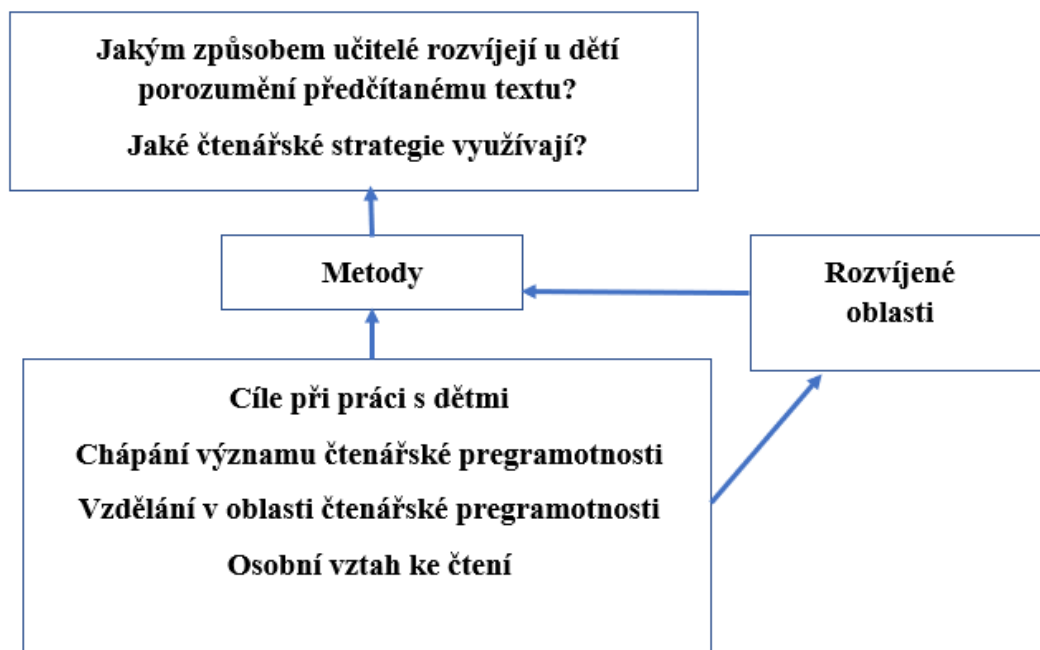 Jakým způsobem učitelé rozvíjejí u dětí
porozumění předčítanému textu?
Jaké čtenářské strategie využívají?
Metody
Rozvíjené
oblasti
Cíle při práci s dětmi
Chápání významu čtenářské pregramotnosti
Vzdělání v oblasti čtenářské pregramotnosti
Osobní vztah ke čtení